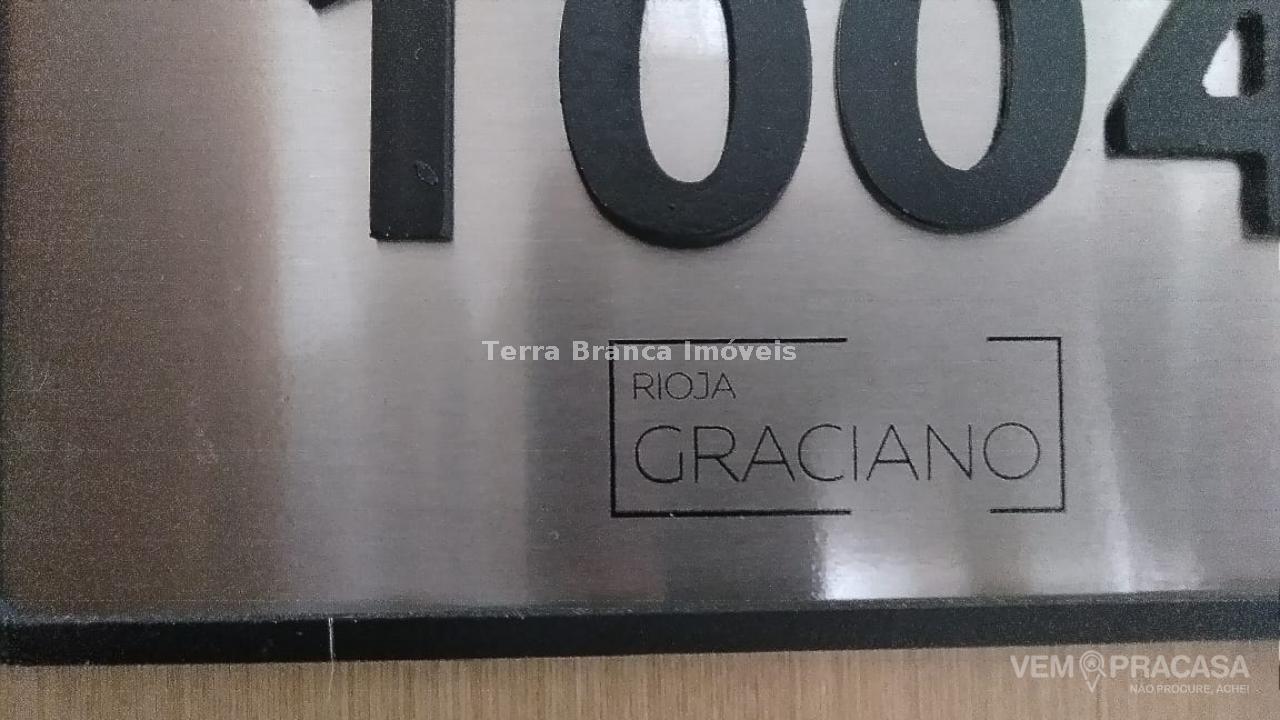 1004
Terra Branca Imóveis
RIOJA
GRACIANO
VEM PRACASA
NÃO PROCURE, ACHE!